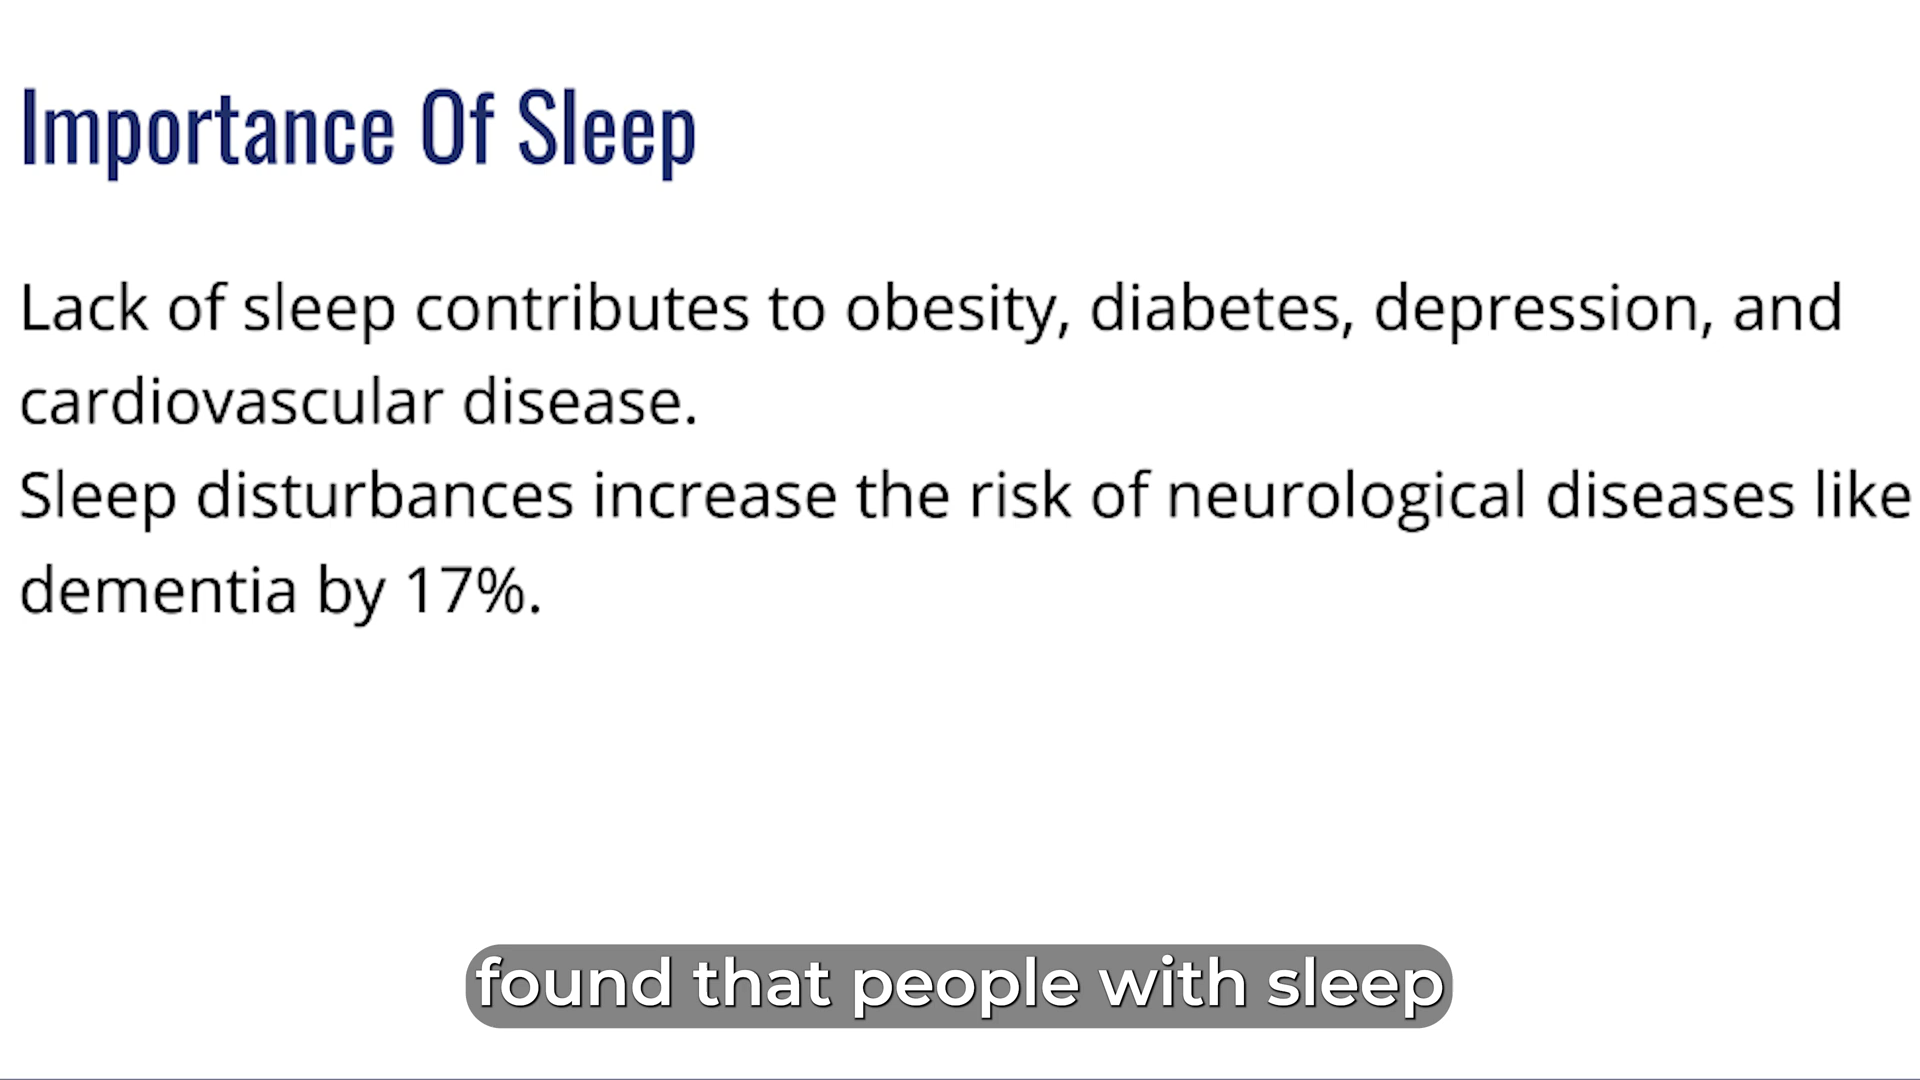 Importance Of Sleep
Lack of sleep contributes to obesity, diabetes, depression, and
cardiovascular disease.
Sleep disturbances increase the risk of neurological diseases like
dementia by 17%.
found that people with sleep